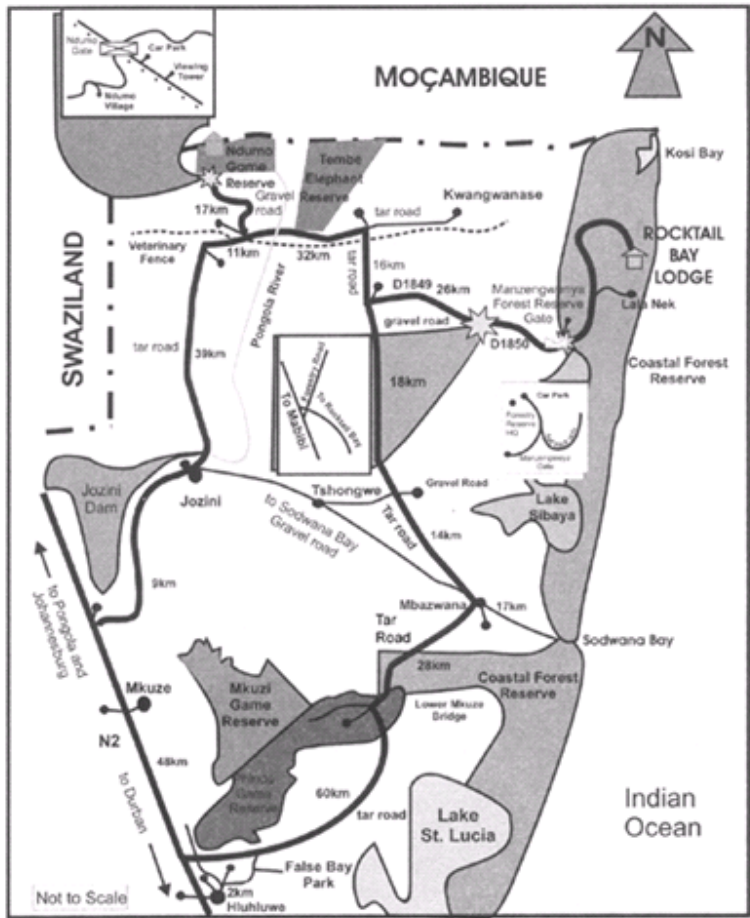 Ndumo
Gate
Car Park
Viewing
Tower
Ndumo
Village
MOÇAMBIQUE
N
Kosi Bay
Ndumo
Game
Reserve
Tembe
Elephant
Reserve
Gravel
road
17km
tar road
Kwangwanase
Veterinary
Fence
11km
32km
tar road
16km
ROCKTAIL
BAY
LODGE
SWAZILAND
D1849
26km
Manzengwenya
Forest Reserve
Gate
Lala Nek
gravel road
D1850
Coastal Forest
Reserve
Pongola River
tar road
39km
Forestry Road
To Rocktail Bay
To Mabibi
18km
Car Park
Forestry
Reserve
HQ
Manzengwenya
Gate
Jozini
Dam
Jozini
Tshongwe
Gravel Road
to Sodwana Bay
Gravel road
Tar road
14km
Lake
Sibaya
9km
to Pongola and
Johannesburg
Mbazwana
17km
Sodwana Bay
Tar
Road
28km
Coastal Forest
Reserve
Mkuze
Mkuzi
Game
Reserve
Lower Mkuze
Bridge
N2
48km
to Durban
Game
Reserve
60km
tar road
Lake
St. Lucia
Indian
Ocean
False Bay
Park
2km
Hluhluwe
Not to Scale